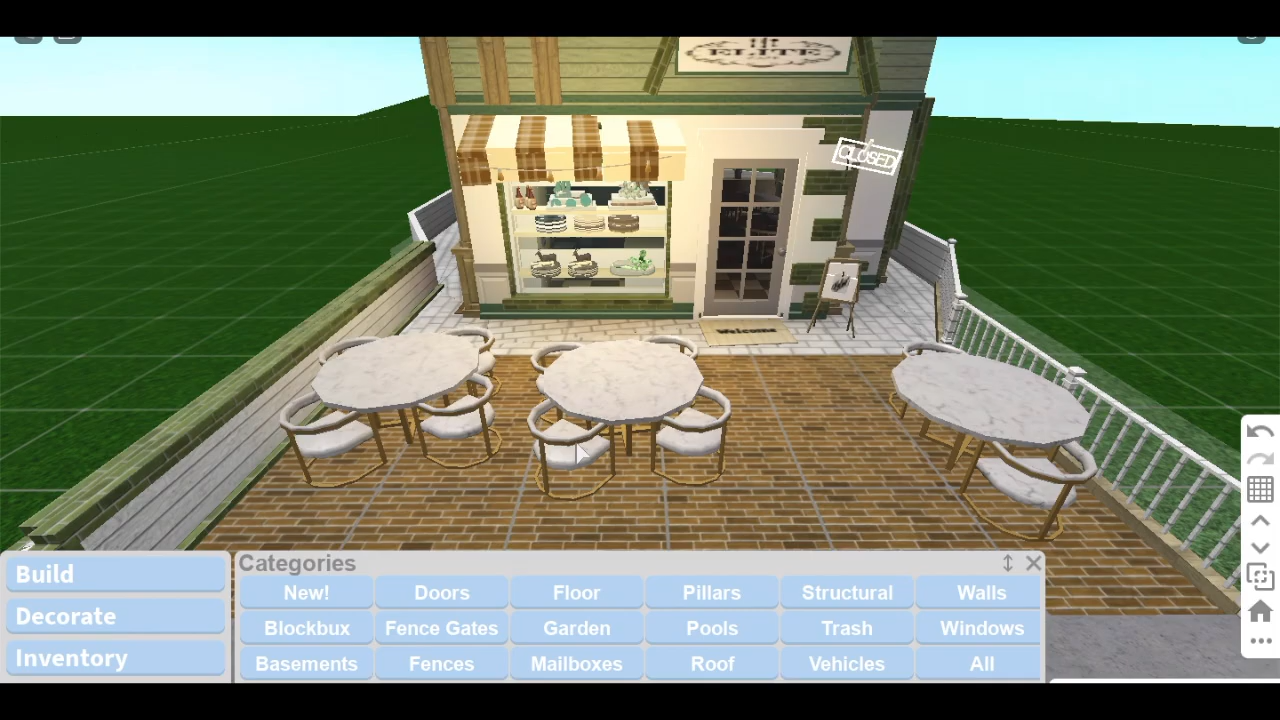 ELITE
CLOSED
Welcome
Build
Decorate
Inventory
Categories
New! Doors Floor Pillars Structural Walls
Blockbux Fence Gates Garden Pools Trash Windows
Basements Fences Mailboxes Roof Vehicles All